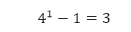 4¹ − 1 = 3